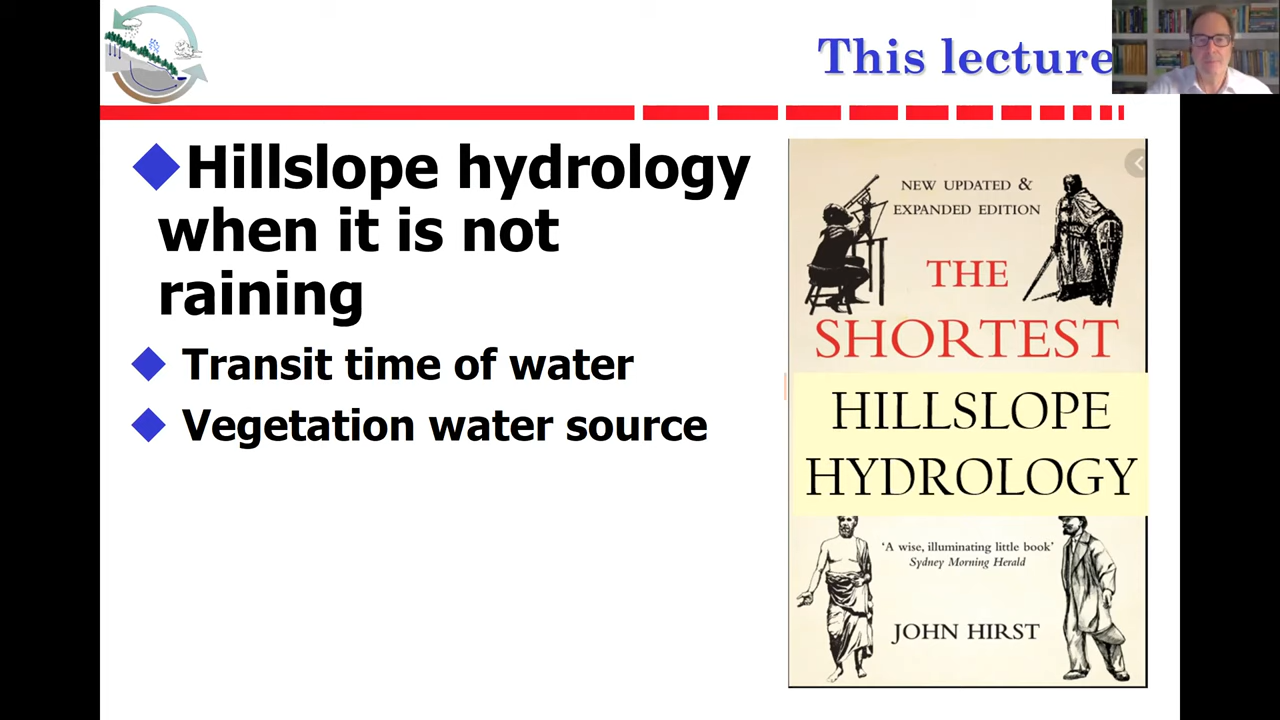 This lecture
Hillslope hydrology
when it is not
raining
Transit time of water
Vegetation water source
NEW UPDATED &
EXPANDED EDITION
THE
SHORTEST
HILLSLOPE
HYDROLOGY
‘A wise, illuminating little book’
Sydney Morning Herald
JOHN HIRST